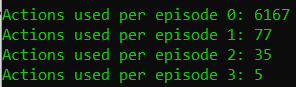 Actions used per episode 0: 6167
Actions used per episode 1: 77
Actions used per episode 2: 35
Actions used per episode 3: 5